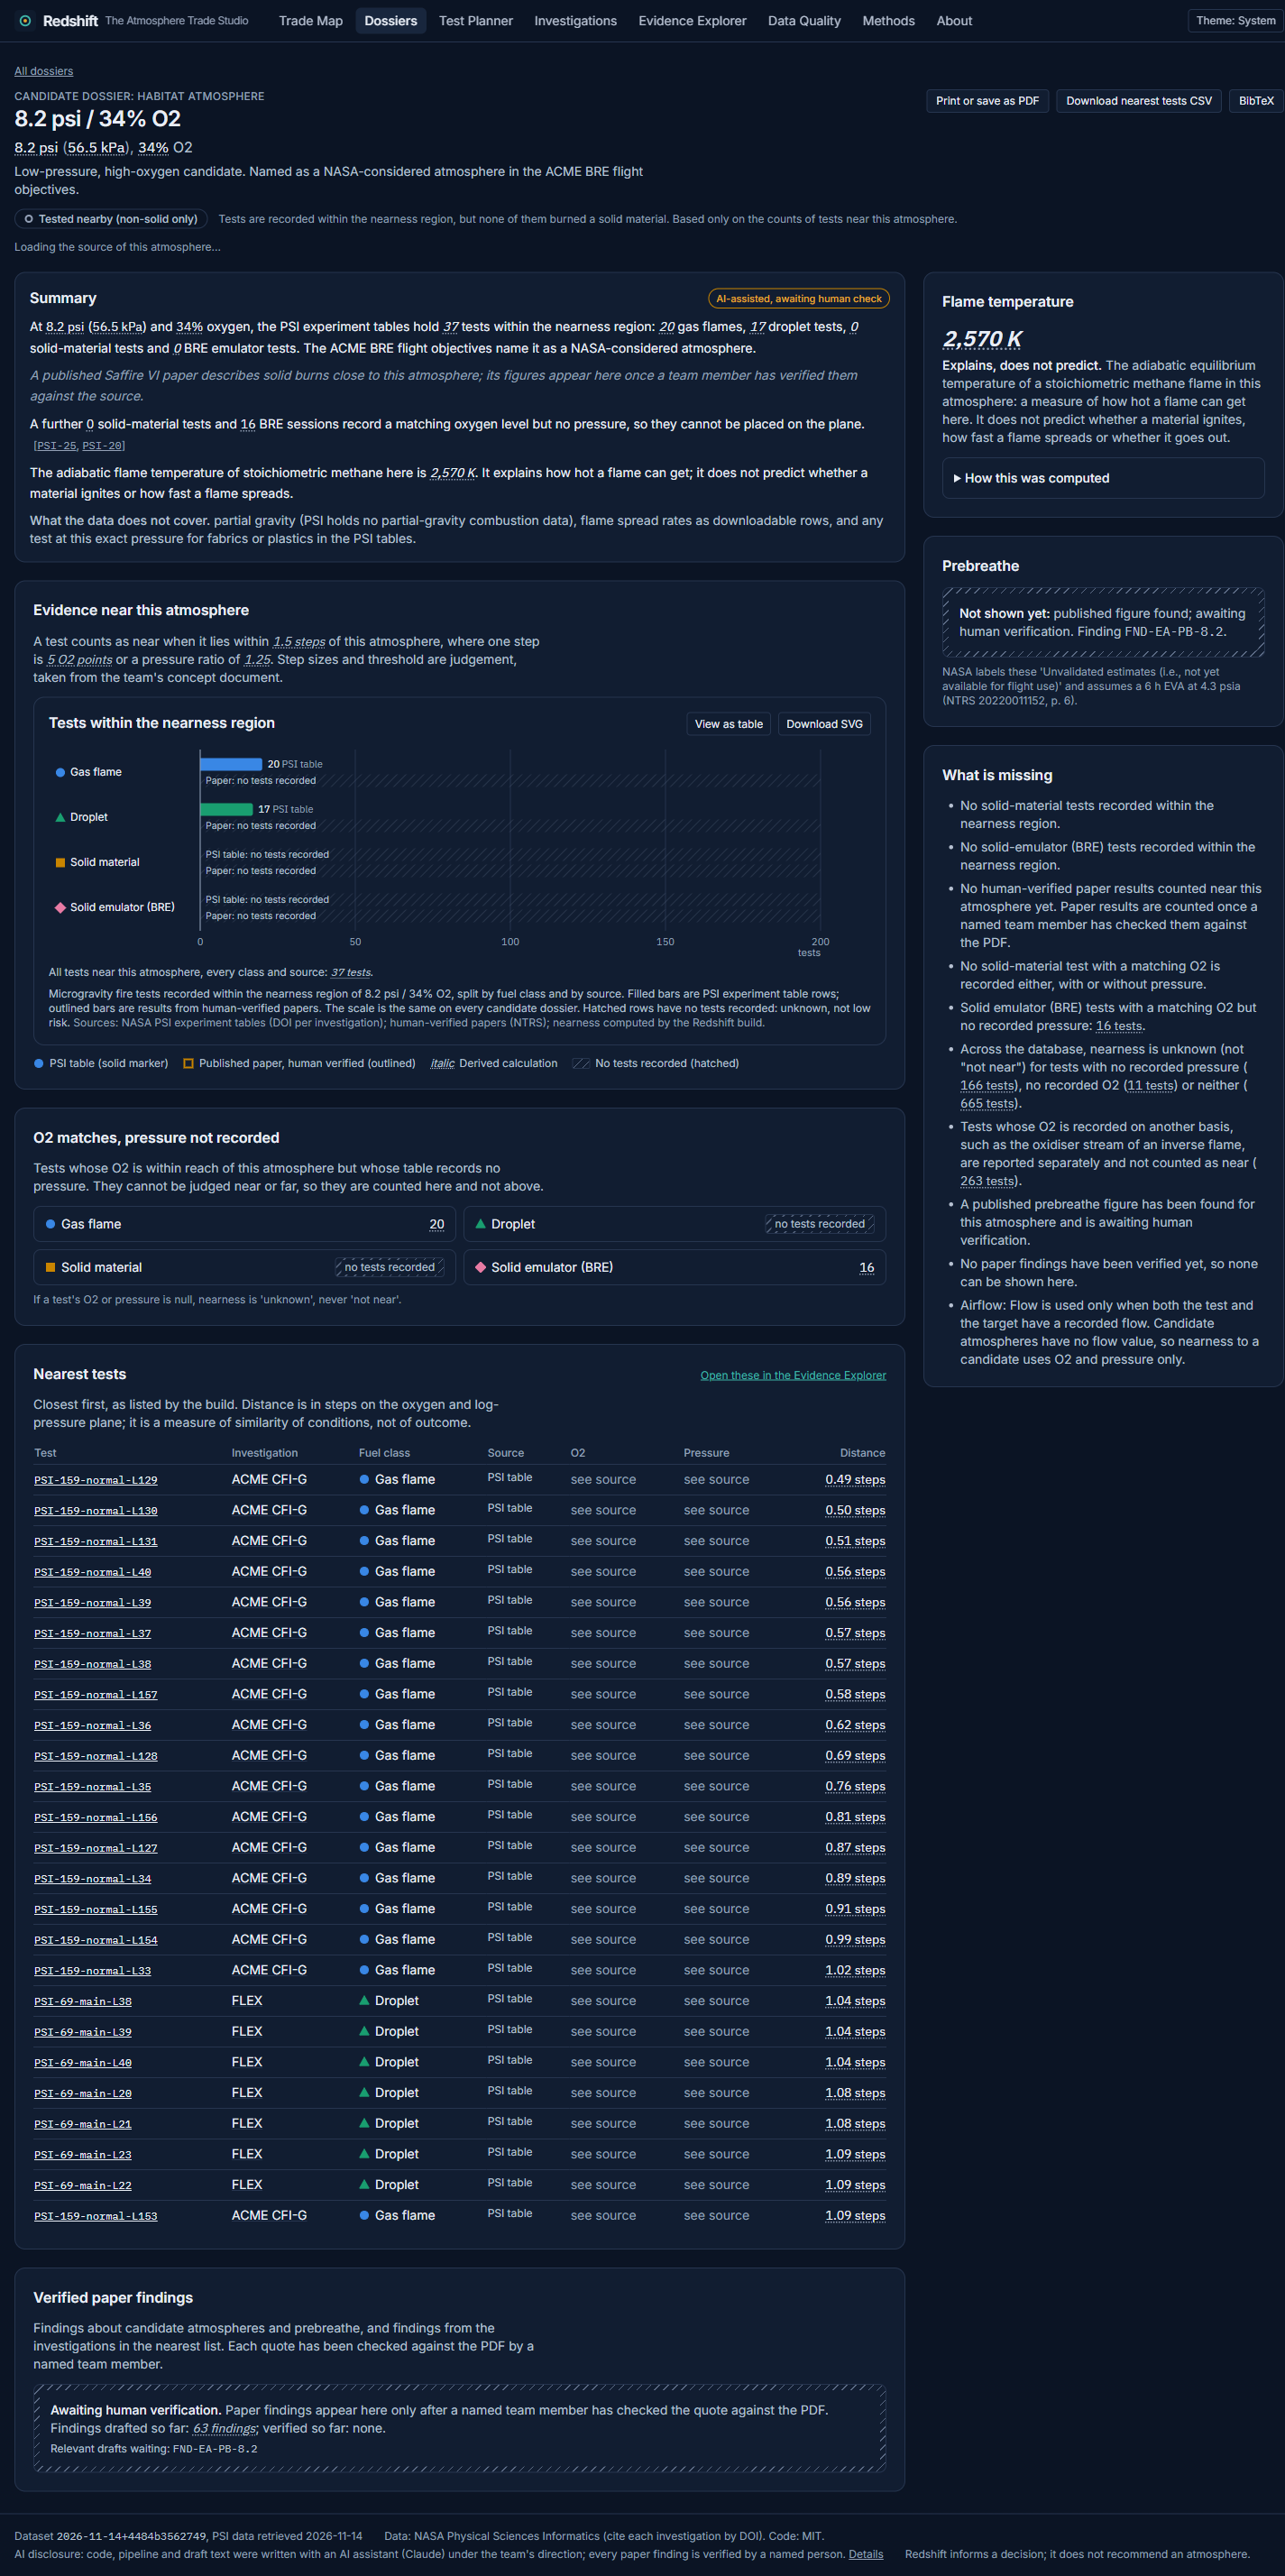 Redshift The Atmosphere Trade Studio
Trade Map Dossiers Test Planner Investigations Evidence Explorer Data Quality Methods About
Theme: System
All dossiers
CANDIDATE DOSSIER: HABITAT ATMOSPHERE
8.2 psi / 34% O2
Print or save as PDF Download nearest tests CSV BibTeX
8.2 psi (56.5 kPa), 34% O2
Low-pressure, high-oxygen candidate. Named as a NASA-considered atmosphere in the ACME BRE flight
objectives.
Tested nearby (non-solid only) Tests are recorded within the nearness region, but none of them burned a solid material. Based only on the counts of tests near this atmosphere.
Loading the source of this atmosphere...
Summary
AI-assisted, awaiting human check
At 8.2 psi (56.5 kPa) and 34% oxygen, the PSI experiment tables hold 37 tests within the nearness region: 20 gas flames, 17 droplet tests, 0
solid-material tests and 0 BRE emulator tests. The ACME BRE flight objectives name it as a NASA-considered atmosphere.
A published Saffire VI paper describes solid burns close to this atmosphere; its figures appear here once a team member has verified them
against the source.
A further 0 solid-material tests and 16 BRE sessions record a matching oxygen level but no pressure, so they cannot be placed on the plane.
[PSI-25, PSI-20]
The adiabatic flame temperature of stoichiometric methane here is 2,570 K. It explains how hot a flame can get; it does not predict whether a
material ignites or how fast a flame spreads.
What the data does not cover. partial gravity (PSI holds no partial-gravity combustion data), flame spread rates as downloadable rows, and any
test at this exact pressure for fabrics or plastics in the PSI tables.
Evidence near this atmosphere
A test counts as near when it lies within 1.5 steps of this atmosphere, where one step
is 5 O2 points or a pressure ratio of 1.25. Step sizes and threshold are judgement,
taken from the team's concept document.
Tests within the nearness region
View as table Download SVG
Gas flame
20 PSI table
Paper: no tests recorded
Droplet
17 PSI table
Paper: no tests recorded
Solid material
PSI table: no tests recorded
Paper: no tests recorded
Solid emulator (BRE)
PSI table: no tests recorded
Paper: no tests recorded
0 50 100 150 200
tests
All tests near this atmosphere, every class and source: 37 tests.
Microgravity fire tests recorded within the nearness region of 8.2 psi / 34% O2, split by fuel class and by source. Filled bars are PSI experiment table rows;
outlined bars are results from human-verified papers. The scale is the same on every candidate dossier. Hatched rows have no tests recorded: unknown, not low
risk. Sources: NASA PSI experiment tables (DOI per investigation); human-verified papers (NTRS); nearness computed by the Redshift build.
PSI table (solid marker) Published paper, human verified (outlined) italic Derived calculation No tests recorded (hatched)
O2 matches, pressure not recorded
Tests whose O2 is within reach of this atmosphere but whose table records no
pressure. They cannot be judged near or far, so they are counted here and not above.
Gas flame 20
Droplet no tests recorded
Solid material no tests recorded
Solid emulator (BRE) 16
If a test's O2 or pressure is null, nearness is 'unknown', never 'not near'.
Nearest tests
Open these in the Evidence Explorer
Closest first, as listed by the build. Distance is in steps on the oxygen and log-
pressure plane; it is a measure of similarity of conditions, not of outcome.
Test Investigation Fuel class Source O2 Pressure Distance
PSI-159-normal-L129 ACME CFI-G Gas flame PSI table see source see source 0.49 steps
PSI-159-normal-L130 ACME CFI-G Gas flame PSI table see source see source 0.50 steps
PSI-159-normal-L131 ACME CFI-G Gas flame PSI table see source see source 0.51 steps
PSI-159-normal-L40 ACME CFI-G Gas flame PSI table see source see source 0.56 steps
PSI-159-normal-L39 ACME CFI-G Gas flame PSI table see source see source 0.56 steps
PSI-159-normal-L37 ACME CFI-G Gas flame PSI table see source see source 0.57 steps
PSI-159-normal-L38 ACME CFI-G Gas flame PSI table see source see source 0.57 steps
PSI-159-normal-L157 ACME CFI-G Gas flame PSI table see source see source 0.58 steps
PSI-159-normal-L36 ACME CFI-G Gas flame PSI table see source see source 0.62 steps
PSI-159-normal-L128 ACME CFI-G Gas flame PSI table see source see source 0.69 steps
PSI-159-normal-L35 ACME CFI-G Gas flame PSI table see source see source 0.76 steps
PSI-159-normal-L156 ACME CFI-G Gas flame PSI table see source see source 0.81 steps
PSI-159-normal-L127 ACME CFI-G Gas flame PSI table see source see source 0.87 steps
PSI-159-normal-L34 ACME CFI-G Gas flame PSI table see source see source 0.89 steps
PSI-159-normal-L155 ACME CFI-G Gas flame PSI table see source see source 0.91 steps
PSI-159-normal-L154 ACME CFI-G Gas flame PSI table see source see source 0.99 steps
PSI-159-normal-L33 ACME CFI-G Gas flame PSI table see source see source 1.02 steps
PSI-69-main-L38 FLEX Droplet PSI table see source see source 1.04 steps
PSI-69-main-L39 FLEX Droplet PSI table see source see source 1.04 steps
PSI-69-main-L40 FLEX Droplet PSI table see source see source 1.04 steps
PSI-69-main-L20 FLEX Droplet PSI table see source see source 1.08 steps
PSI-69-main-L21 FLEX Droplet PSI table see source see source 1.08 steps
PSI-69-main-L23 FLEX Droplet PSI table see source see source 1.09 steps
PSI-69-main-L22 FLEX Droplet PSI table see source see source 1.09 steps
PSI-159-normal-L153 ACME CFI-G Gas flame PSI table see source see source 1.09 steps
Verified paper findings
Findings about candidate atmospheres and prebreathe, and findings from the
investigations in the nearest list. Each quote has been checked against the PDF by a
named team member.
Awaiting human verification. Paper findings appear here only after a named team member has checked the quote against the PDF.
Findings drafted so far: 63 findings; verified so far: none.
Relevant drafts waiting: FND-EA-PB-8.2
Flame temperature
2,570 K
Explains, does not predict. The adiabatic equilibrium
temperature of a stoichiometric methane flame in this
atmosphere: a measure of how hot a flame can get
here. It does not predict whether a material ignites,
how fast a flame spreads or whether it goes out.
How this was computed
Prebreathe
Not shown yet: published figure found; awaiting
human verification. Finding FND-EA-PB-8.2.
NASA labels these 'Unvalidated estimates (i.e., not yet
available for flight use)' and assumes a 6 h EVA at 4.3 psia
(NTRS 20220011152, p. 6).
What is missing
• No solid-material tests recorded within the
nearness region.
• No solid-emulator (BRE) tests recorded within the
nearness region.
• No human-verified paper results counted near this
atmosphere yet. Paper results are counted once a
named team member has checked them against
the PDF.
• No solid-material test with a matching O2 is
recorded either, with or without pressure.
• Solid emulator (BRE) tests with a matching O2 but
no recorded pressure: 16 tests.
• Across the database, nearness is unknown (not
"not near") for tests with no recorded pressure (
166 tests), no recorded O2 (11 tests) or neither (
665 tests).
• Tests whose O2 is recorded on another basis,
such as the oxidiser stream of an inverse flame,
are reported separately and not counted as near (
263 tests).
• A published prebreathe figure has been found for
this atmosphere and is awaiting human
verification.
• No paper findings have been verified yet, so none
can be shown here.
• Airflow: Flow is used only when both the test and
the target have a recorded flow. Candidate
atmospheres have no flow value, so nearness to a
candidate uses O2 and pressure only.
Dataset 2026-11-14+4484b3562749, PSI data retrieved 2026-11-14 Data: NASA Physical Sciences Informatics (cite each investigation by DOI). Code: MIT.
AI disclosure: code, pipeline and draft text were written with an AI assistant (Claude) under the team's direction; every paper finding is verified by a named person. Details Redshift informs a decision; it does not recommend an atmosphere.